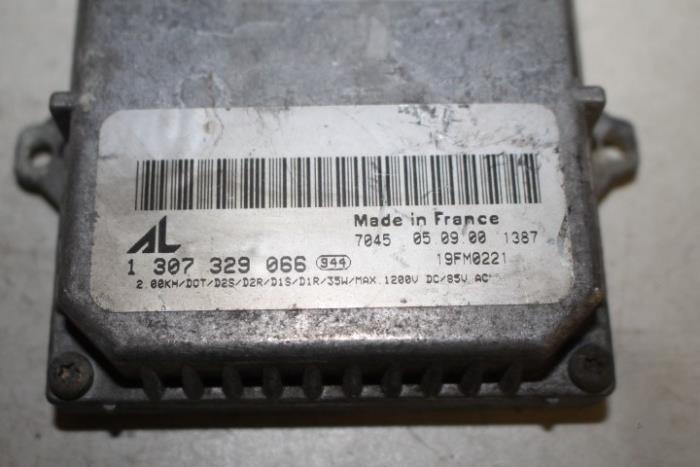 Made in France
7045 05.09.00 1387
AL
1 307 329 066 944
19FM0221
2.00KH/DOT/D2S/D2R/D1S/D1R/35W/MAX.1200V DC/85V AC